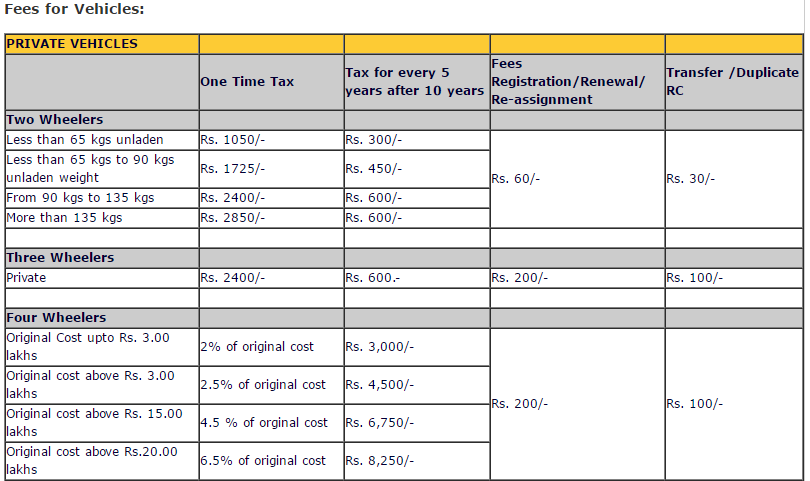 Fees for Vehicles:
PRIVATE VEHICLES
One Time Tax
Tax for every 5
years after 10 years
Fees
Registration/Renewal/
Re-assignment
Transfer /Duplicate
RC
Two Wheelers
Less than 65 kgs unladen
Rs. 1050/-
Rs. 300/-
Rs. 60/-
Rs. 30/-
Less than 65 kgs to 90 kgs
unladen weight
Rs. 1725/-
Rs. 450/-
From 90 kgs to 135 kgs
Rs. 2400/-
Rs. 600/-
More than 135 kgs
Rs. 2850/-
Rs. 600/-
Three Wheelers
Private
Rs. 2400/-
Rs. 600.-
Rs. 200/-
Rs. 100/-
Four Wheelers
Original Cost upto Rs. 3.00
lakhs
2% of original cost
Rs. 3,000/-
Rs. 200/-
Rs. 100/-
Original cost above Rs. 3.00
lakhs
2.5% of original cost
Rs. 4,500/-
Original cost above Rs. 15.00
lakhs
4.5 % of orginal cost
Rs. 6,750/-
Original cost above Rs.20.00
lakhs
6.5% of original cost
Rs. 8,250/-